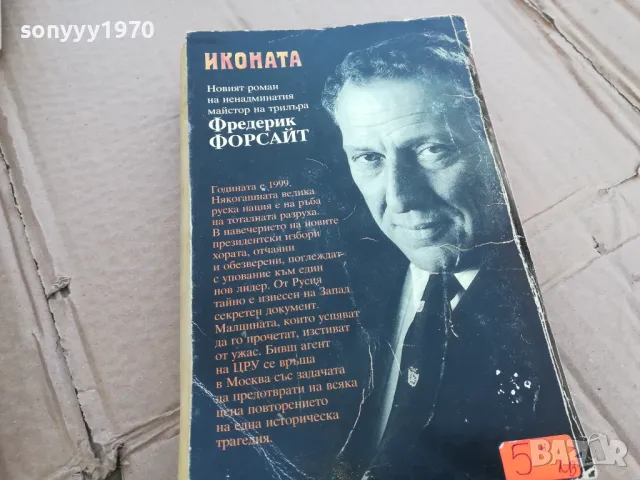 sonyyy1970
ИКОНАТА
Новият роман
на ненадминатия
майстор на трилъра
Фредерик
ФОРСАЙТ
Годината е 1999.
Някогашната велика
руска нация е на ръба
на тоталната разруха.
В навечерието на новите
президентски избори
хората, отчаяни
и обезверени, поглеждат
с упование към един
нов лидер. От Русия
тайно е изнесен на Запад
секретен документ.
Малцината, които успяват
да го прочетат, изстиват
от ужас. Бивш агент
на ЦРУ се връща
в Москва със задачата
да предотврати на всяка
цена повторението
на една историческа
трагедия.
5 лв
BAZAR